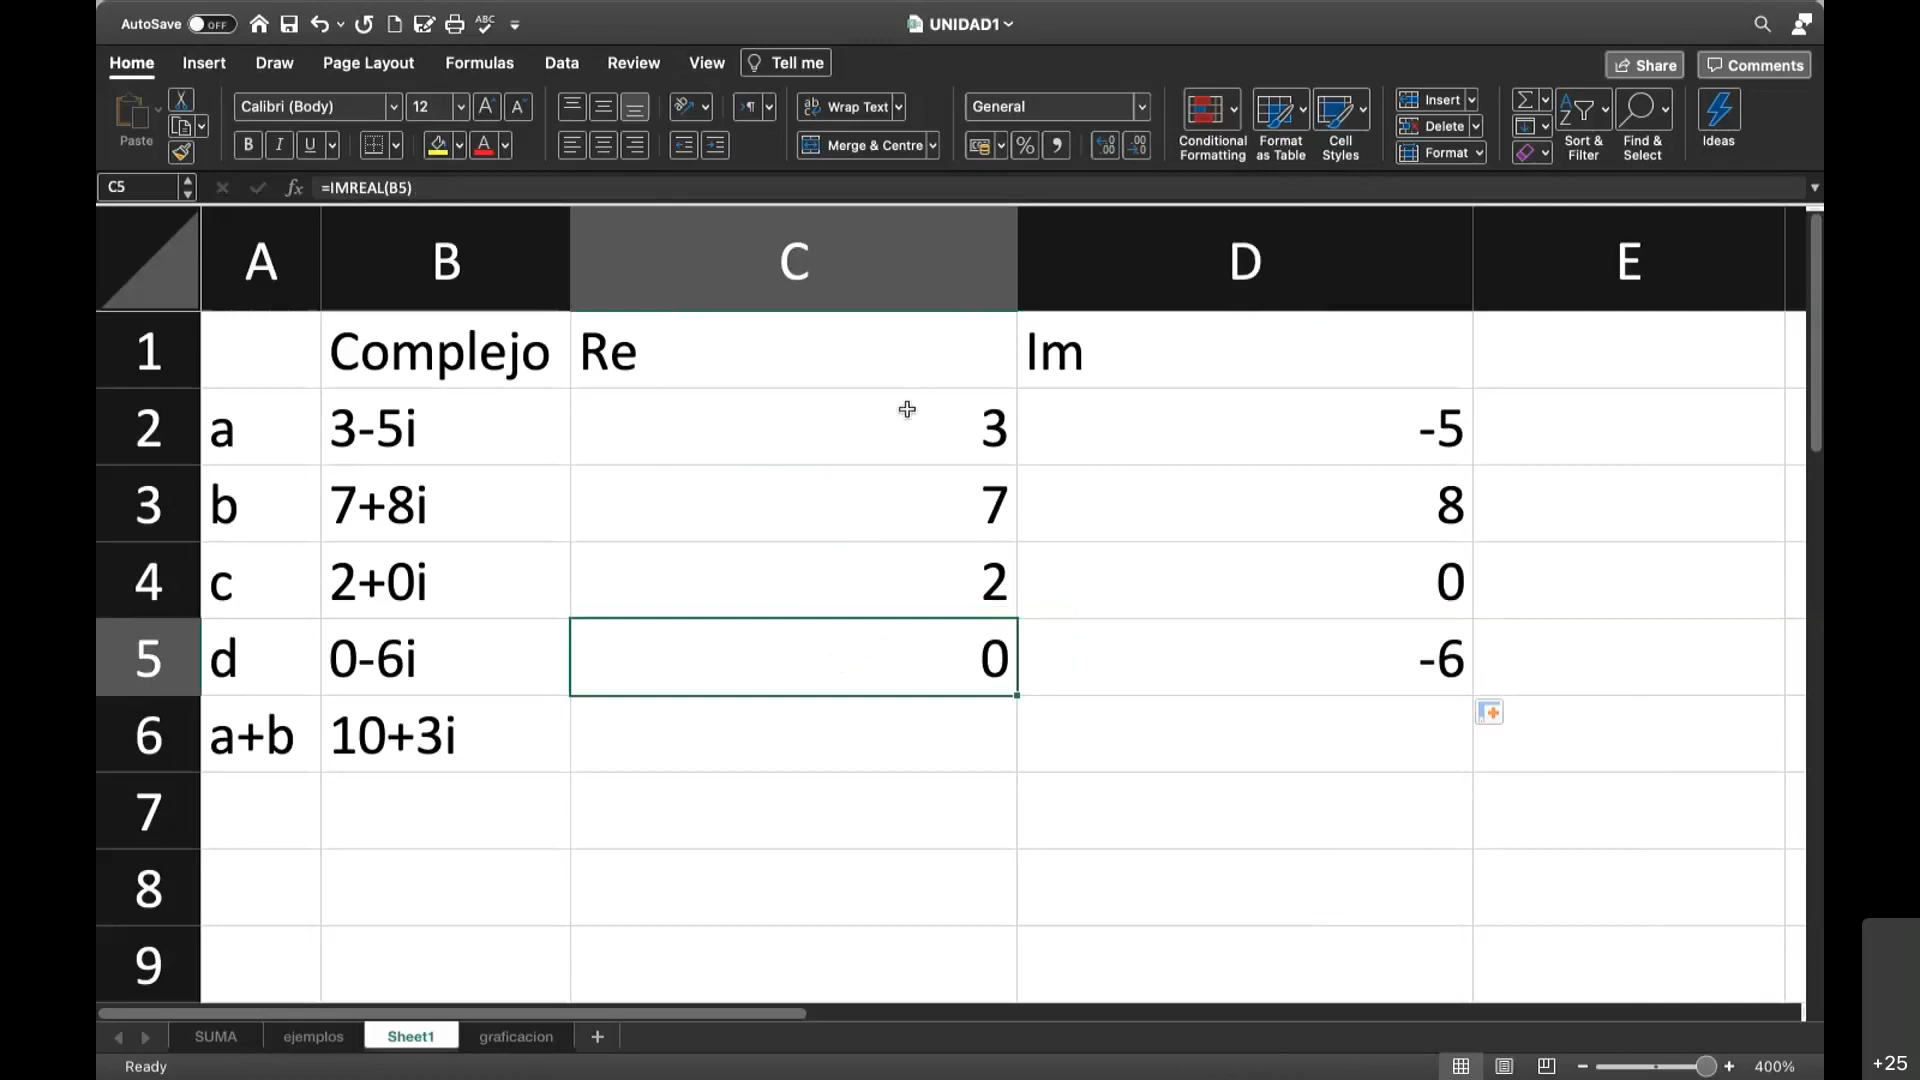 AutoSave OFF
ABC
UNIDAD1
Home Insert Draw Page Layout Formulas Data Review View Tell me
Share Comments
Paste
Calibri (Body) 12 A A
B I U A
ab Wrap Text
Merge & Centre
General
% 9
Conditional Formatting
Format as Table
Cell Styles
Insert
Delete
Format
Sort & Filter
Find & Select
Ideas
C5 fx =IMREAL(B5)
A B C D E
1 Complejo Re Im
2 a 3-5i 3 -5
3 b 7+8i 7 8
4 c 2+0i 2 0
5 d 0-6i 0 -6
6 a+b 10+3i
7
8
9
SUMA ejemplos Sheet1 graficacion +
Ready 400%
+25